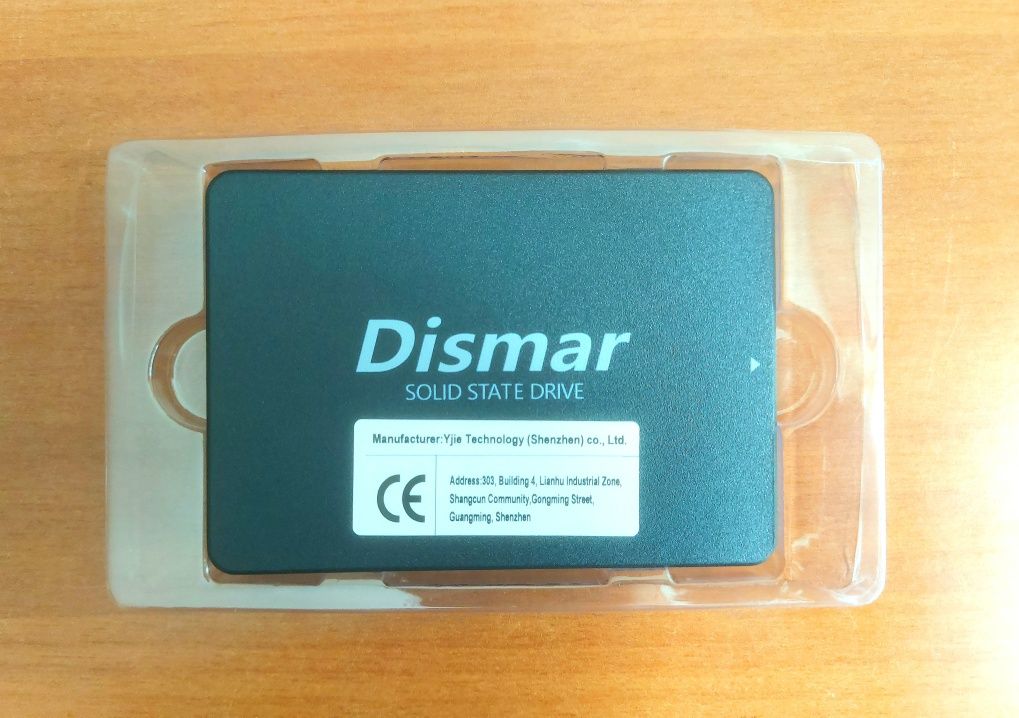 Dismar
SOLID STATE DRIVE
Manufacturer:Yjie Technology (Shenzhen) co., Ltd.
CE
Address:303, Building 4, Lianhu Industrial Zone,
Shangcun Community,Gongming Street,
Guangming, Shenzhen